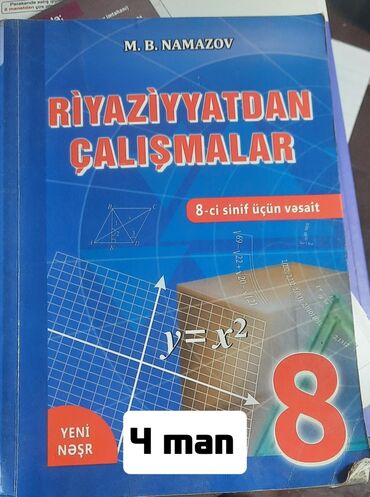 M. B. NAMAZOV
RİYAZİYYATDAN
ÇALIŞMALAR
8-ci sinif üçün vəsait
y=x²
8
YENİ
NƏŞR
4 man